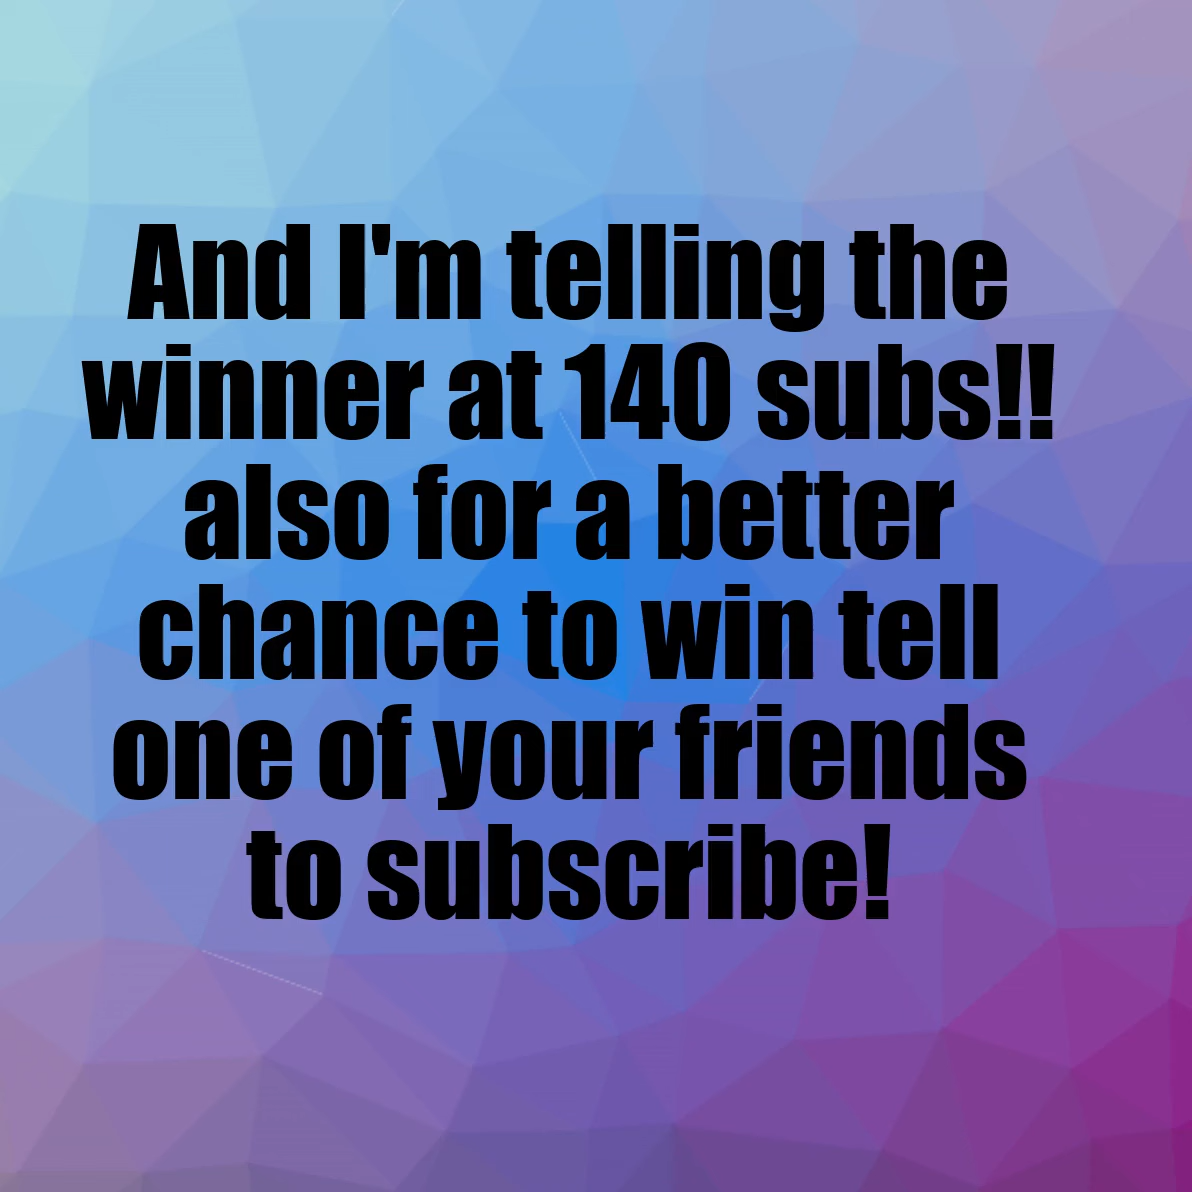 And I'm telling the
winner at 140 subs!!
also for a better
chance to win tell
one of your friends
to subscribe!